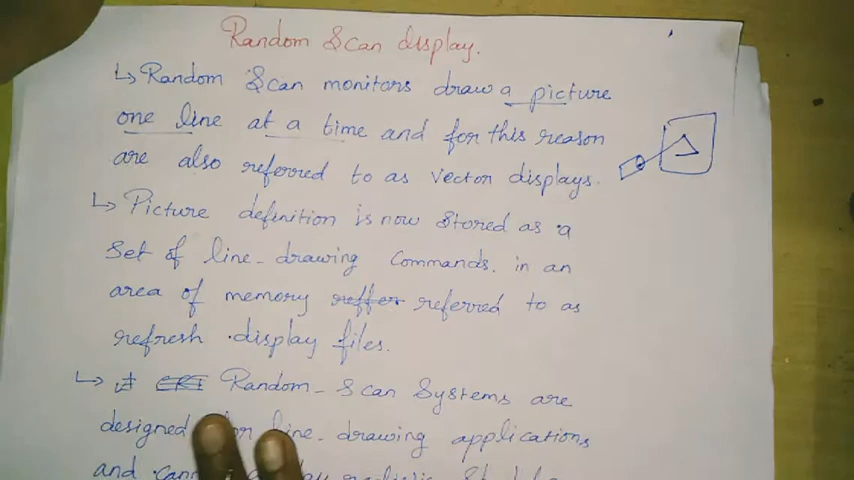 Random Scan display.
↳ Random Scan monitors draw a picture
one line at a time and for this reason
are also referred to as vector displays.
↳ Picture definition is now stored as a
set of line-drawing commands. in an
area of memory referred to as
refresh display files.
↳ Random-Scan Systems are
designed for line-drawing applications
and